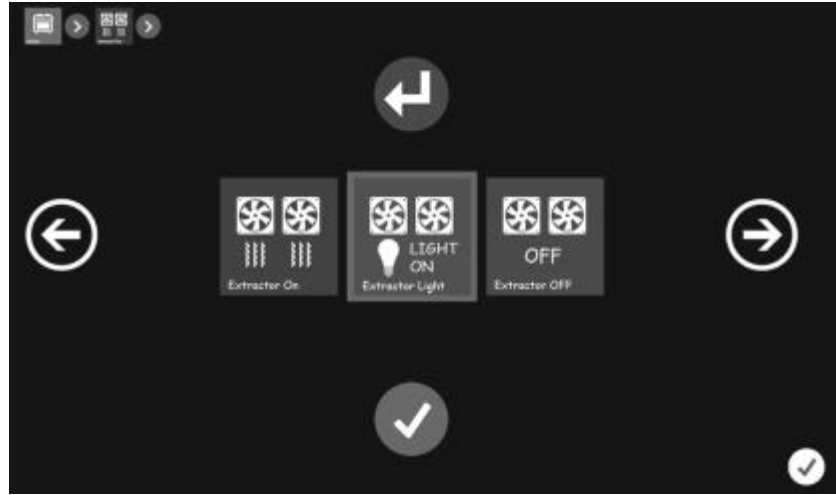 LIGHT
ON
OFF
Extractor On
Extractor Light
Extractor OFF